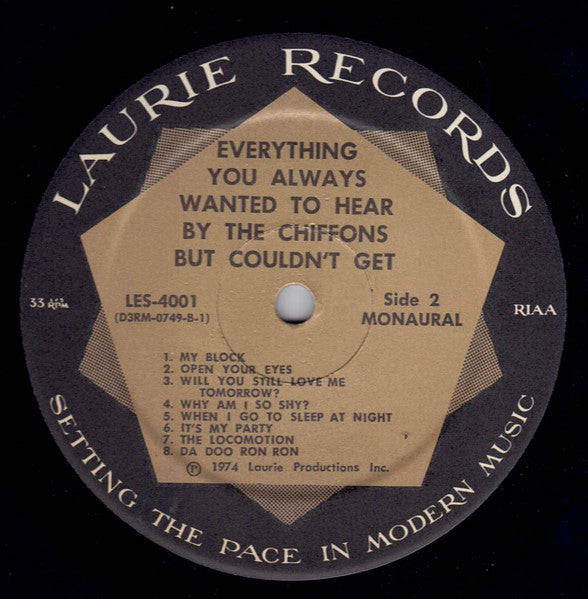 LAURIE RECORDS
EVERYTHING
YOU ALWAYS
WANTED TO HEAR
BY THE CHIFFONS
BUT COULDN'T GET
33 1/3
RPM
LES-4001
(D3RM-0749-B-1)
Side 2
MONAURAL
RIAA
1. MY BLOCK
2. OPEN YOUR EYES
3. WILL YOU STILL LOVE ME
TOMORROW?
4. WHY AM I SO SHY?
5. WHEN I GO TO SLEEP AT NIGHT
6. IT'S MY PARTY
7. THE LOCOMOTION
8. DA DOO RON RON
Ⓟ 1974 Laurie Productions Inc.
SETTING THE PACE IN MODERN MUSIC